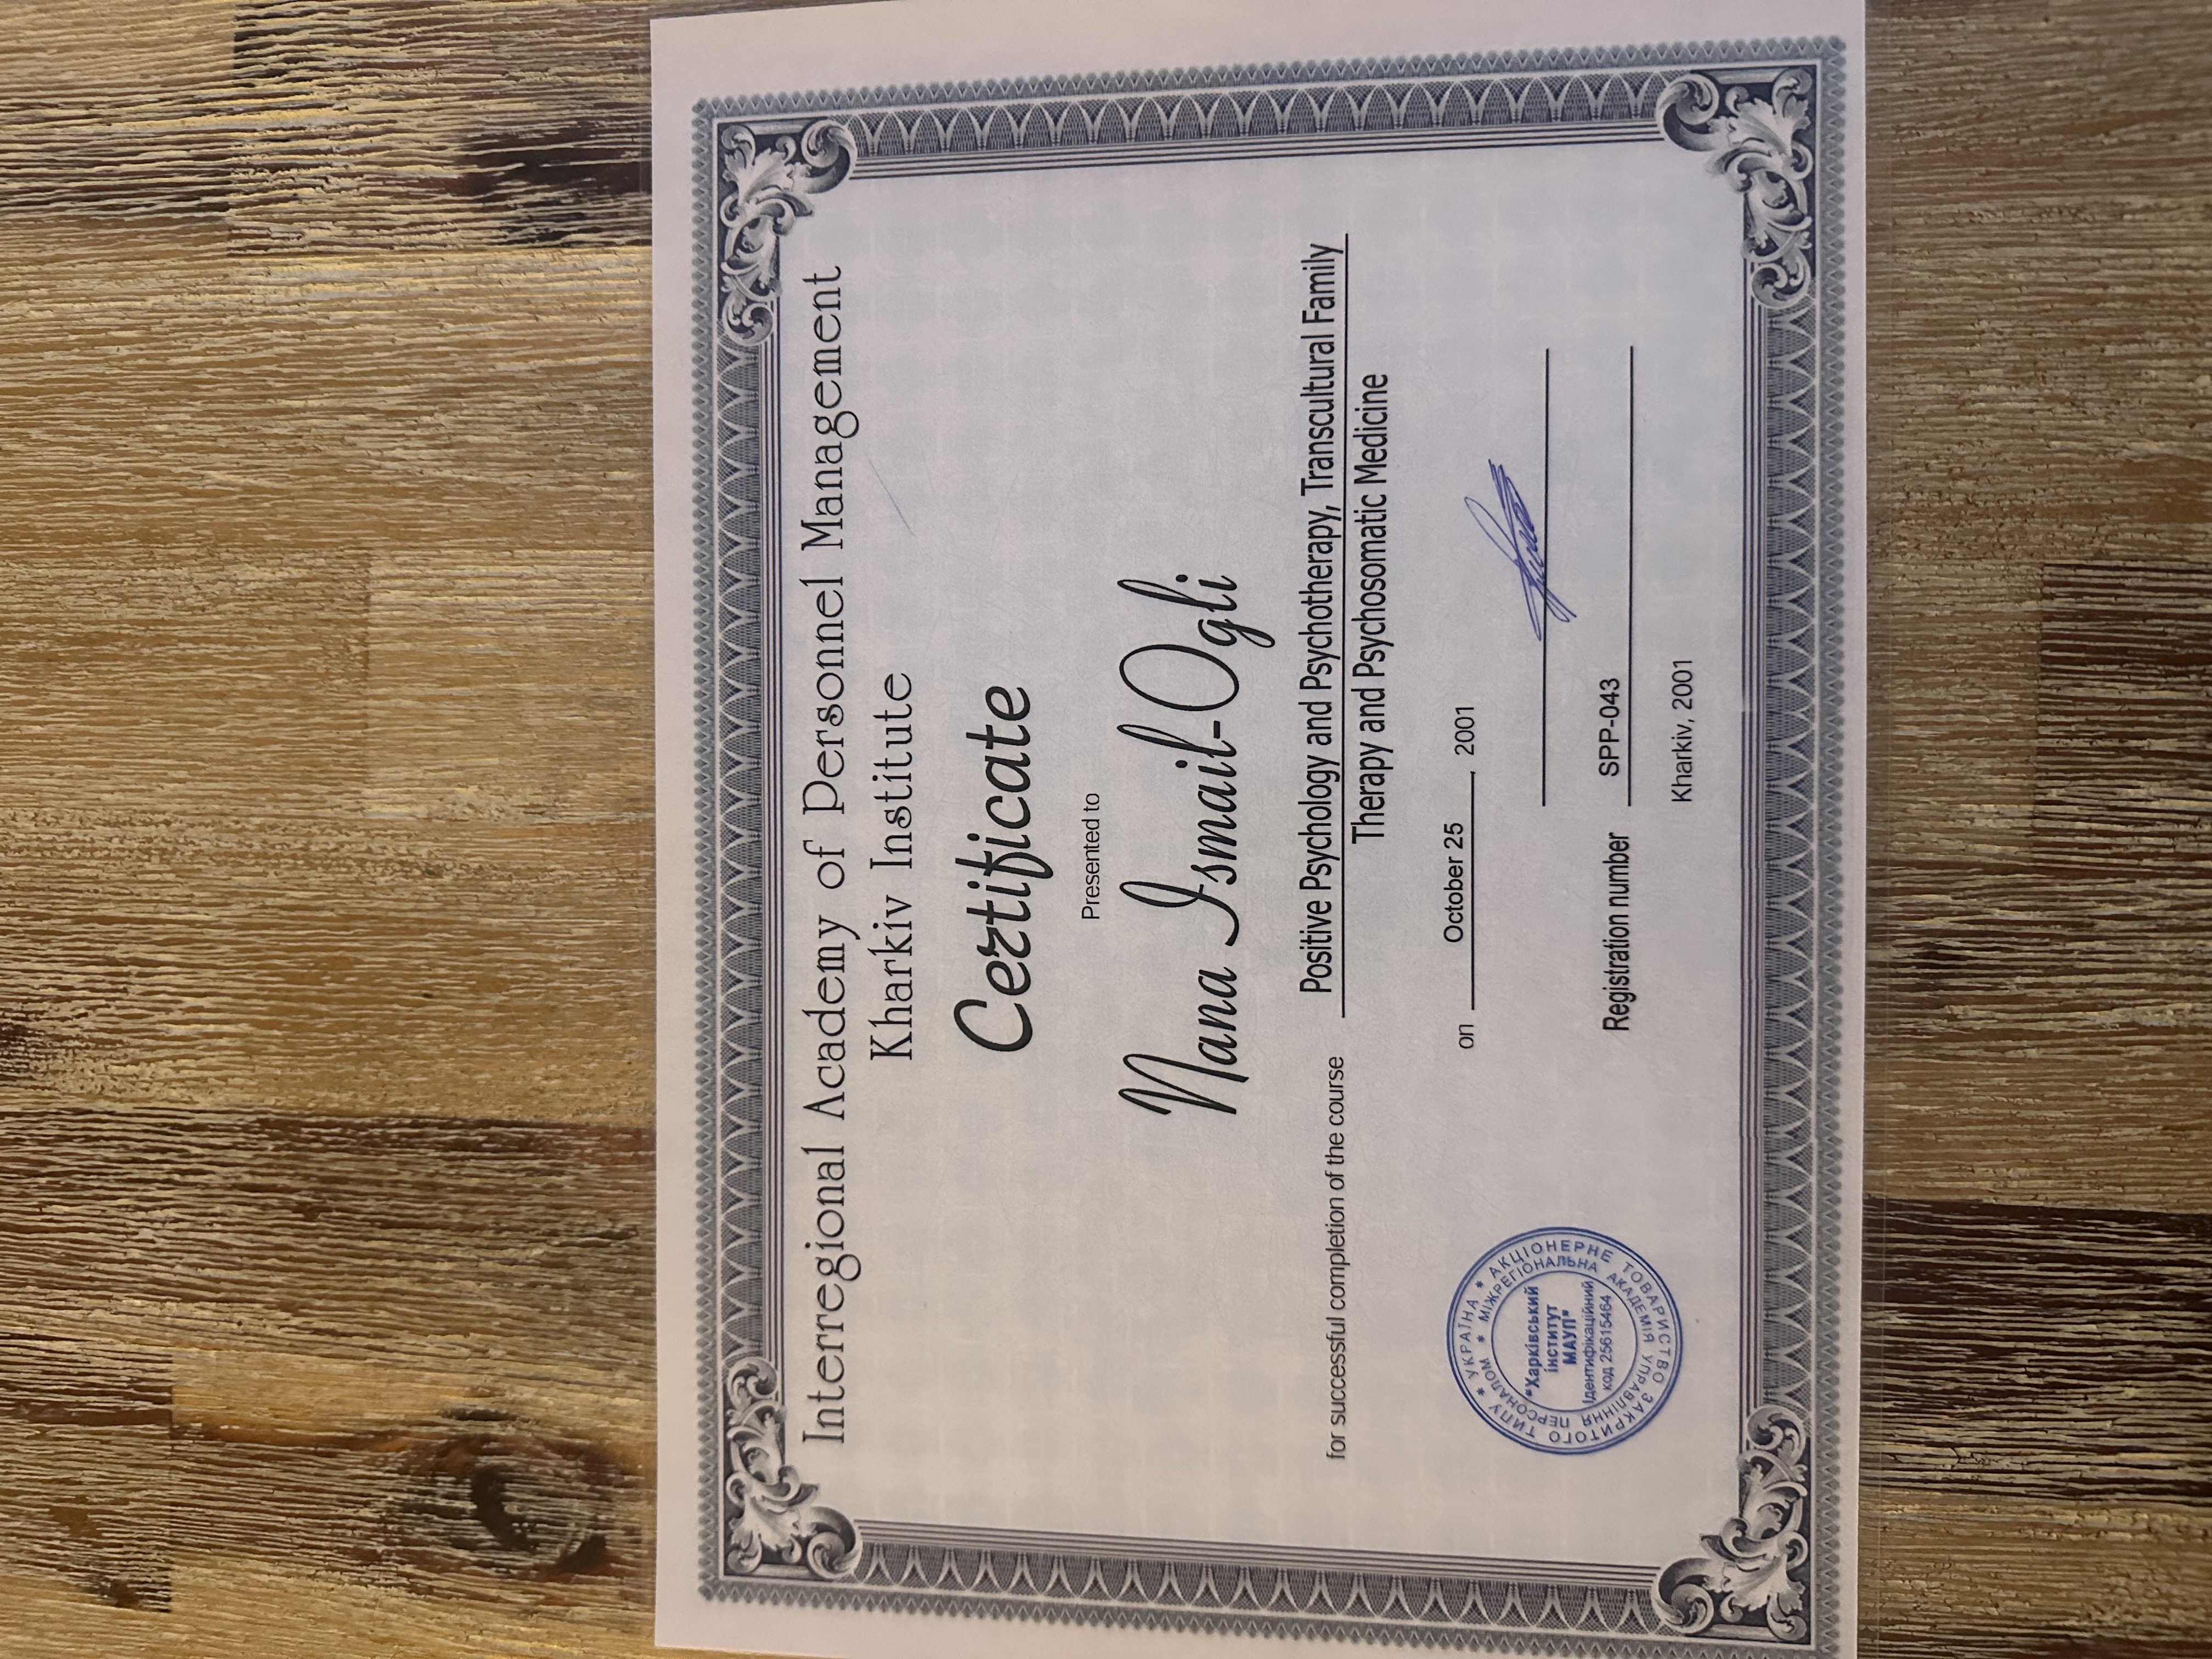 Interregional Academy of Personnel Management
Kharkiv Institute
Certificate
Presented to
Nana Ismail-Ogli
for successful completion of the course Positive Psychology and Psychotherapy, Transcultural Family
Therapy and Psychosomatic Medicine
on October 25, 2001
Registration number SPP-043
Kharkiv, 2001
* УКРАЇНА * АКЦІОНЕРНЕ ТОВАРИСТВО ЗАКРИТОГО ТИПУ
* МІЖРЕГІОНАЛЬНА АКАДЕМІЯ УПРАВЛІННЯ ПЕРСОНАЛОМ
"Харківський
інститут
МАУП"
Ідентифікаційний
код 25615464